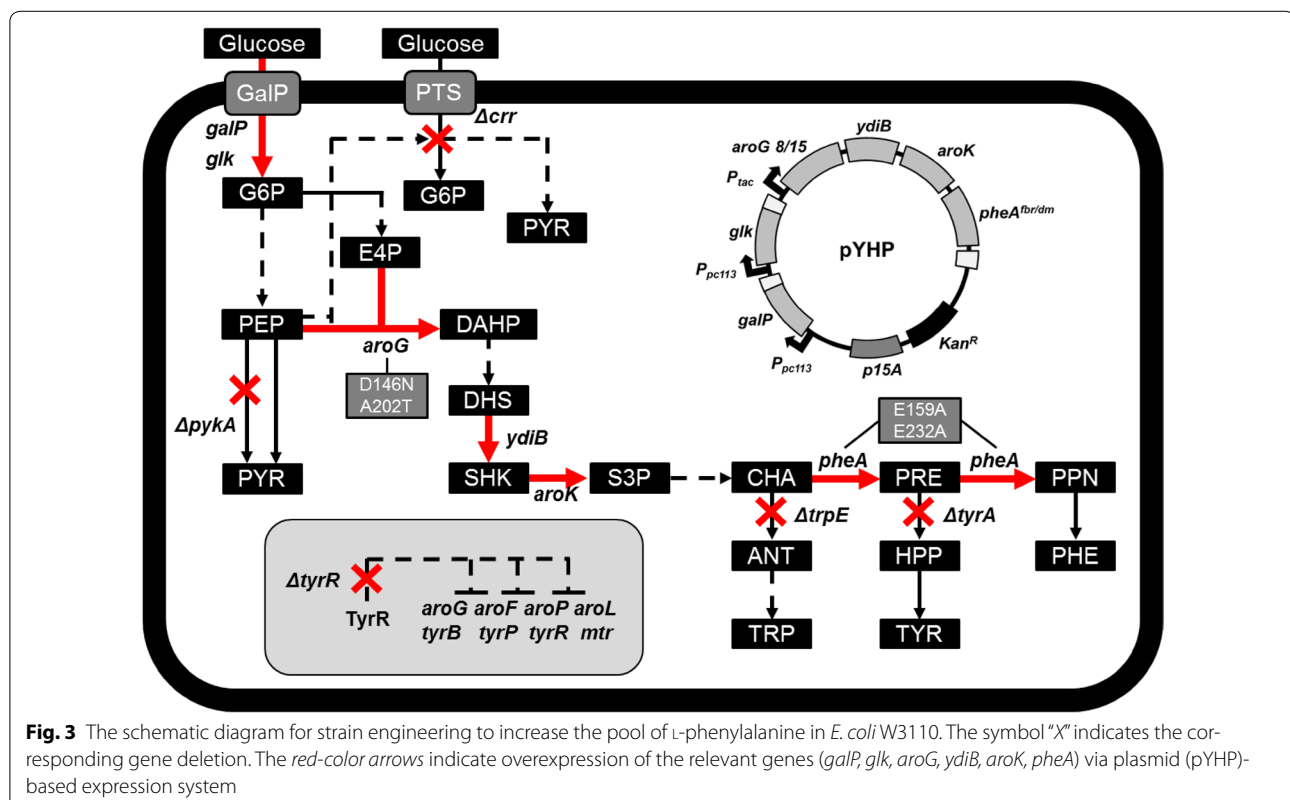 Glucose
Glucose
GalP
PTS
galP
glk
Δcrr
G6P
G6P
PYR
E4P
PEP
DAHP
aroG
D146N
A202T
DHS
ΔpykA
ydiB
PYR
SHK
aroK
S3P
CHA
pheA
PRE
pheA
PPN
E159A
E232A
ΔtrpE
ΔtyrA
ANT
HPP
PHE
TRP
TYR
ΔtyrR
TyrR
aroG aroF aroP aroL
tyrB tyrP tyrR mtr
ydiB
aroG 8/15
aroK
Ptac
pheAfbr/dm
glk
pYHP
Ppc113
galP
KanR
Ppc113
p15A
Fig. 3 The schematic diagram for strain engineering to increase the pool of L-phenylalanine in E. coli W3110. The symbol “X” indicates the cor-
responding gene deletion. The red-color arrows indicate overexpression of the relevant genes (galP, glk, aroG, ydiB, aroK, pheA) via plasmid (pYHP)-
based expression system